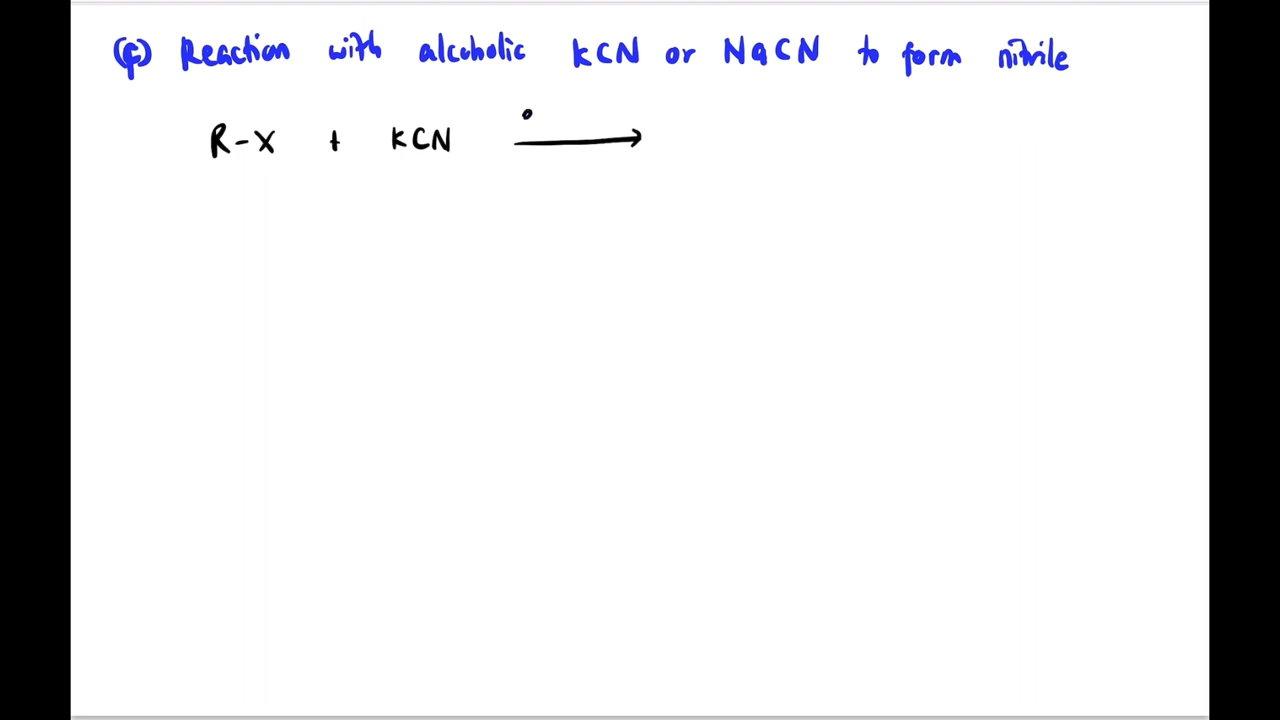 (f) Reaction with alcoholic KCN or NaCN to form nitrile
R-X + KCN →